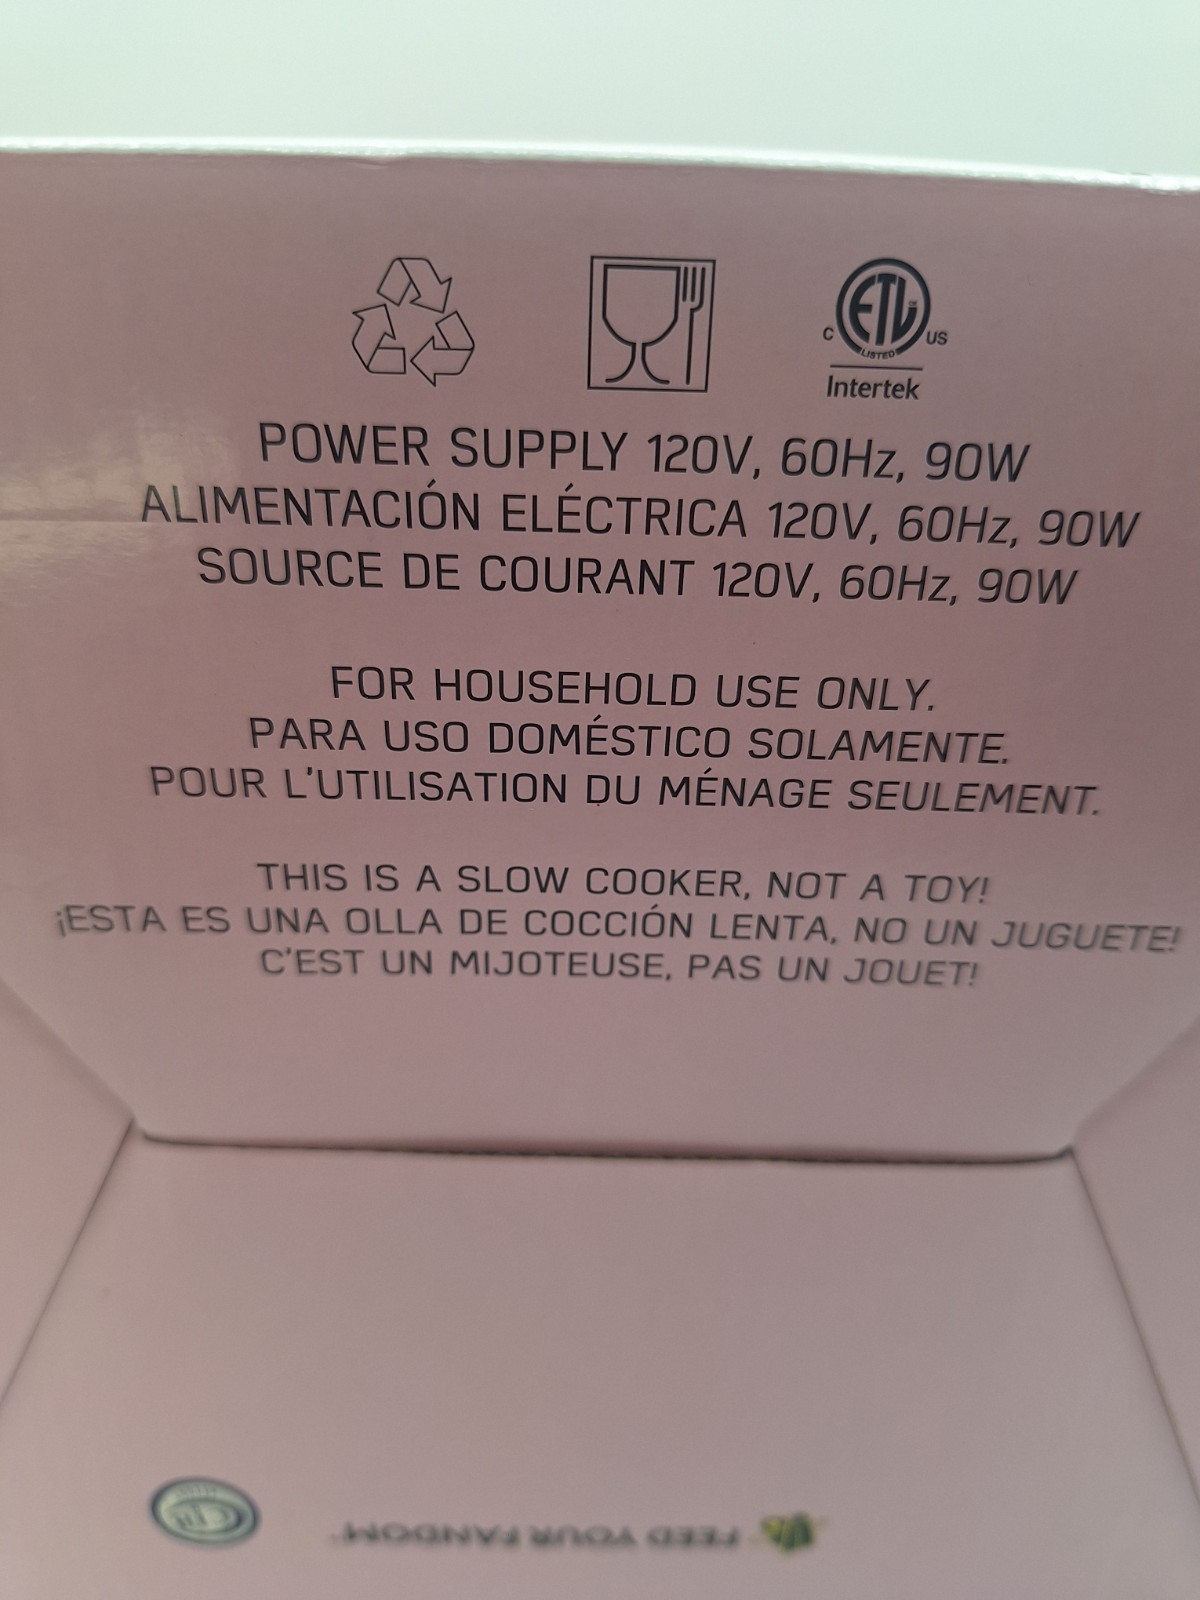 C ETL LISTED US
Intertek
POWER SUPPLY 120V, 60Hz, 90W
ALIMENTACIÓN ELÉCTRICA 120V, 60Hz, 90W
SOURCE DE COURANT 120V, 60Hz, 90W
FOR HOUSEHOLD USE ONLY.
PARA USO DOMÉSTICO SOLAMENTE.
POUR L'UTILISATION DU MÉNAGE SEULEMENT.
THIS IS A SLOW COOKER, NOT A TOY!
¡ESTA ES UNA OLLA DE COCCIÓN LENTA, NO UN JUGUETE!
C'EST UN MIJOTEUSE, PAS UN JOUET!
FEED YOUR FANDOM